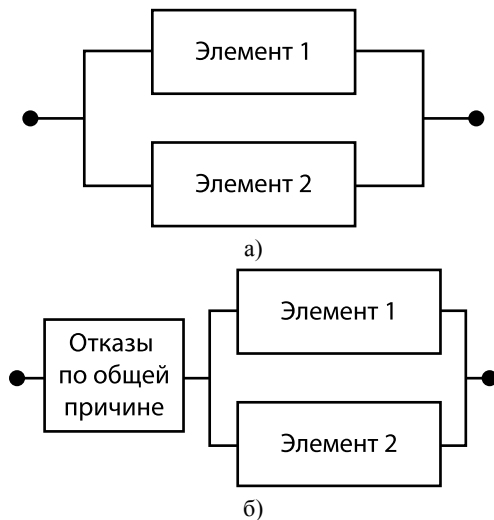 Элемент 1
Элемент 2
а)
Элемент 1
Отказы
по общей
причине
Элемент 2
б)